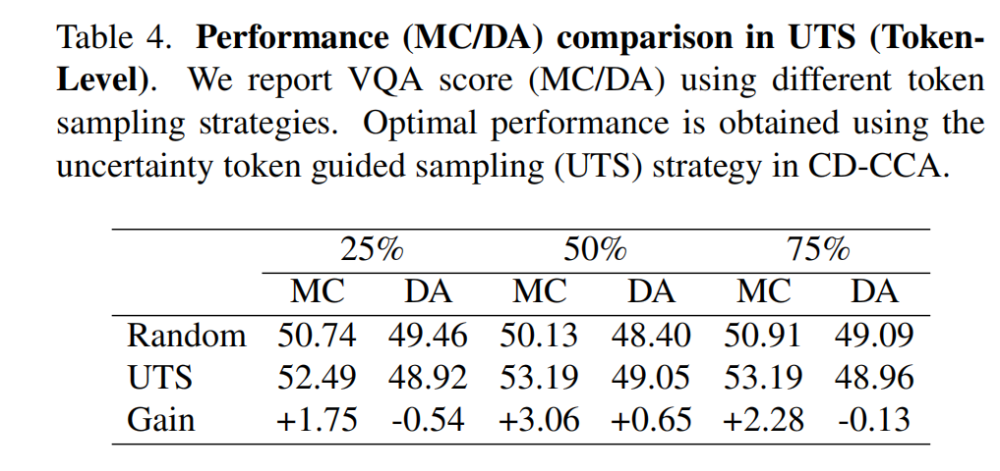 Table 4. Performance (MC/DA) comparison in UTS (Token-
Level). We report VQA score (MC/DA) using different token
sampling strategies. Optimal performance is obtained using the
uncertainty token guided sampling (UTS) strategy in CD-CCA.
25% 50% 75%
MC DA MC DA MC DA
Random 50.74 49.46 50.13 48.40 50.91 49.09
UTS 52.49 48.92 53.19 49.05 53.19 48.96
Gain +1.75 -0.54 +3.06 +0.65 +2.28 -0.13